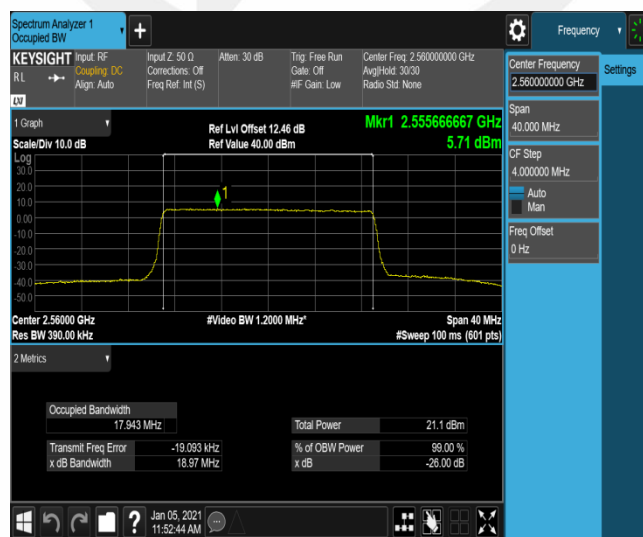 Spectrum Analyzer 1
Occupied BW
+
Frequency
KEYSIGHT
RL
LXI
Input: RF
Coupling: DC
Align: Auto
Input Z: 50 Ω
Corrections: Off
Freq Ref: Int (S)
Atten: 30 dB
Trig: Free Run
Gate: Off
#IF Gain: Low
Center Freq: 2.560000000 GHz
Avg|Hold: 30/30
Radio Std: None
Center Frequency
2.560000000 GHz
Settings
Span
40.000 MHz
CF Step
4.000000 MHz
Auto
Man
Freq Offset
0 Hz
1 Graph
Scale/Div 10.0 dB
Ref Lvl Offset 12.46 dB
Ref Value 40.00 dBm
Mkr1 2.555666667 GHz
5.71 dBm
Log
30.0
20.0
10.0
0.00
-10.0
-20.0
-30.0
-40.0
-50.0
1
Center 2.56000 GHz
Res BW 390.00 kHz
#Video BW 1.2000 MHz*
Span 40 MHz
#Sweep 100 ms (601 pts)
2 Metrics
Occupied Bandwidth
17.943 MHz
Total Power 21.1 dBm
Transmit Freq Error -19.093 kHz
% of OBW Power 99.00 %
x dB Bandwidth 18.97 MHz
x dB -26.00 dB
?
Jan 05, 2021
11:52:44 AM